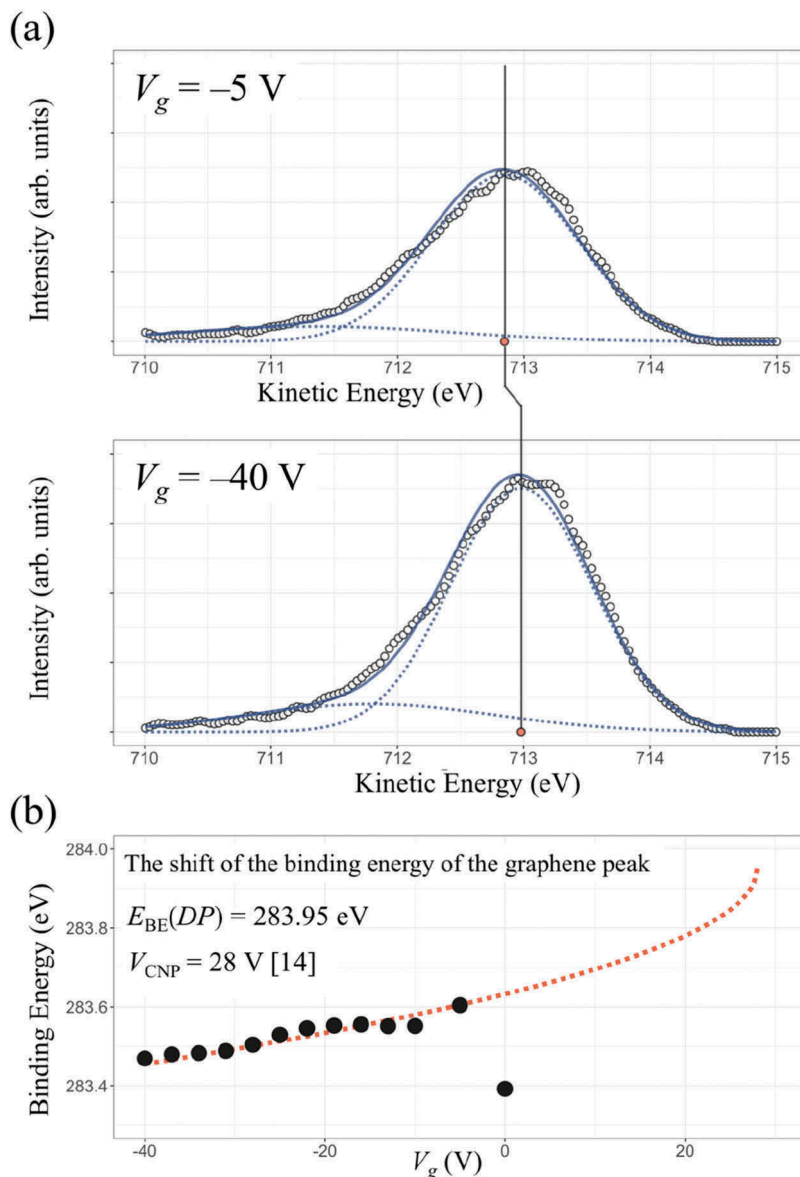 (a)
V_g = –5 V
Intensity (arb. units)
710 711 712 713 714 715
Kinetic Energy (eV)
V_g = –40 V
Intensity (arb. units)
710 711 712 713 714 715
Kinetic Energy (eV)
(b)
The shift of the binding energy of the graphene peak
E_BE(DP) = 283.95 eV
V_CNP = 28 V [14]
Binding Energy (eV)
284.0
283.8
283.6
283.4
-40 -20 0 20
V_g (V)